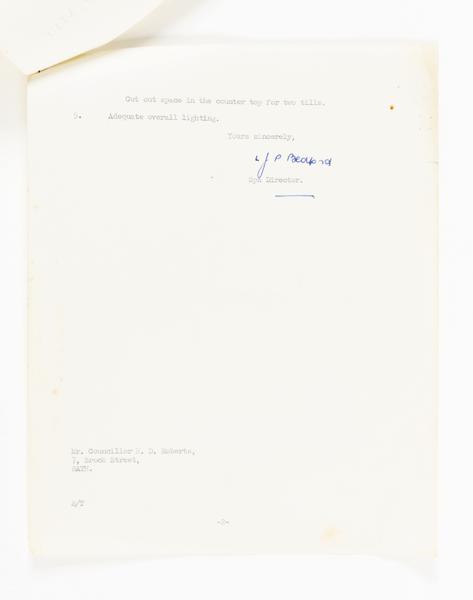 Cut out space in the counter top for two tills.
5. Adequate overall lighting.
Yours sincerely,
J P Bedford
Spa Director.
Mr. Councillor H. D. Roberts,
7, Brock Street,
BATH.
/T
-2-